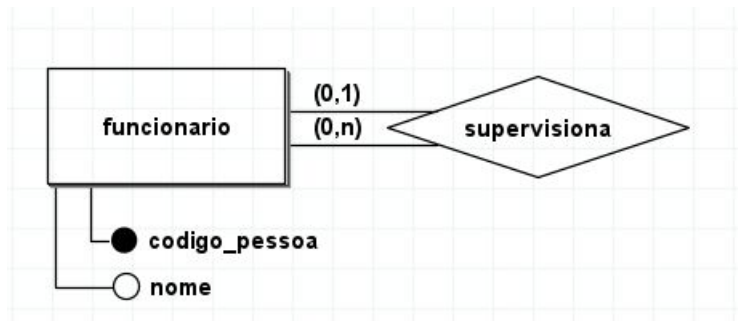 (0,1)
funcionario
(0,n)
supervisiona
codigo_pessoa
nome